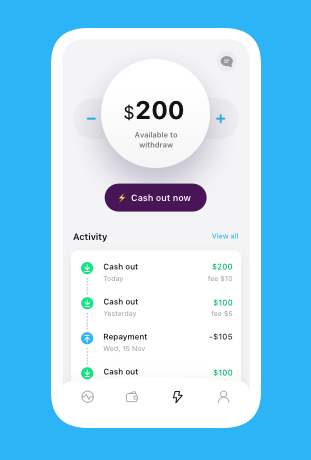 $200
Available to
withdraw
⚡ Cash out now
Activity View all
Cash out $200
Today fee $10
Cash out $100
Yesterday fee $5
Repayment -$105
Wed, 15 Nov
Cash out $100